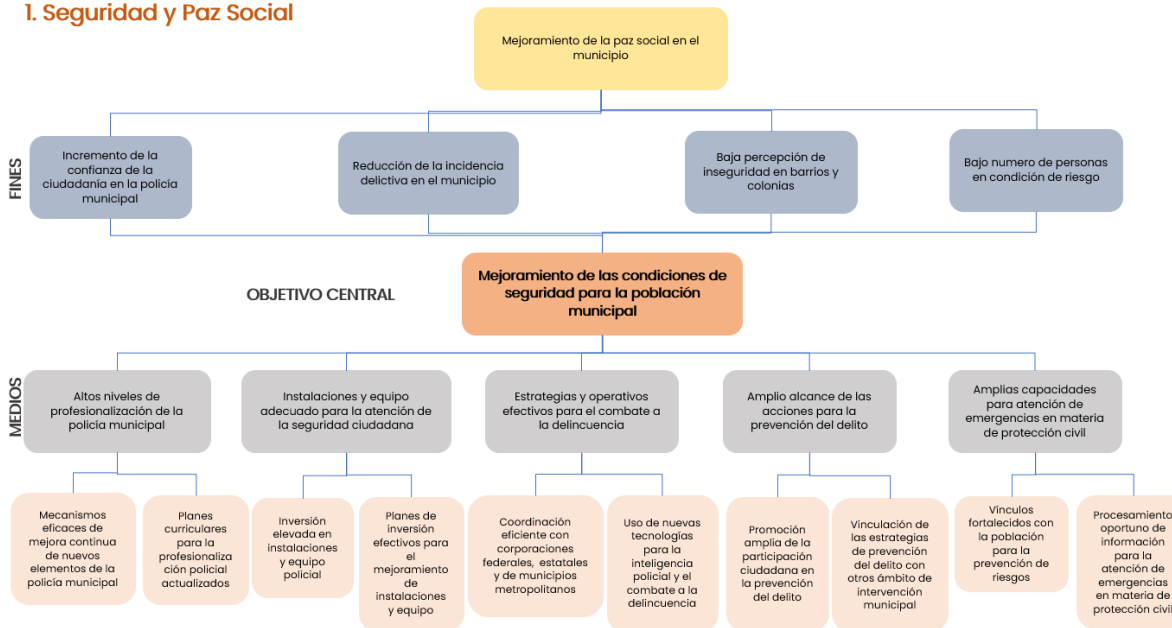 1. Seguridad y Paz Social
Mejoramiento de la paz social en el
municipio
FINES
Incremento de la
confianza de la
ciudadanía en la policía
municipal
Reducción de la incidencia
delictiva en el municipio
Baja percepción de
inseguridad en barrios y
colonias
Bajo numero de personas
en condición de riesgo
OBJETIVO CENTRAL
Mejoramiento de las condiciones de
seguridad para la población
municipal
MEDIOS
Altos niveles de
profesionalización de la
policía municipal
Instalaciones y equipo
adecuado para la atención de
la seguridad ciudadana
Estrategias y operativos
efectivos para el combate a
la delincuencia
Amplio alcance de las
acciones para la
prevención del delito
Amplias capacidades
para atención de
emergencias en materia
de protección civil
Mecanismos
eficaces de
mejora continua
de nuevos
elementos de la
policía municipal
Planes
curriculares
para la
profesionaliza
ción policial
actualizados
Inversión
elevada en
instalaciones
y equipo
policial
Planes de
inversión
efectivos para
el
mejoramiento
de
instalaciones
y equipo
Coordinación
eficiente con
corporaciones
federales, estatales
y de municipios
metropolitanos
Uso de nuevas
tecnologías
para la
inteligencia
policial y el
combate a la
delincuencia
Promoción
amplia de la
participación
ciudadana en
la prevención
del delito
Vinculación de
las estrategias
de prevención
del delito con
otros ámbito de
intervención
municipal
Vínculos
fortalecidos con
la población
para la
prevención de
riesgos
Procesamiento
oportuno de
información
para la
atención de
emergencias
en materia de
protección civil